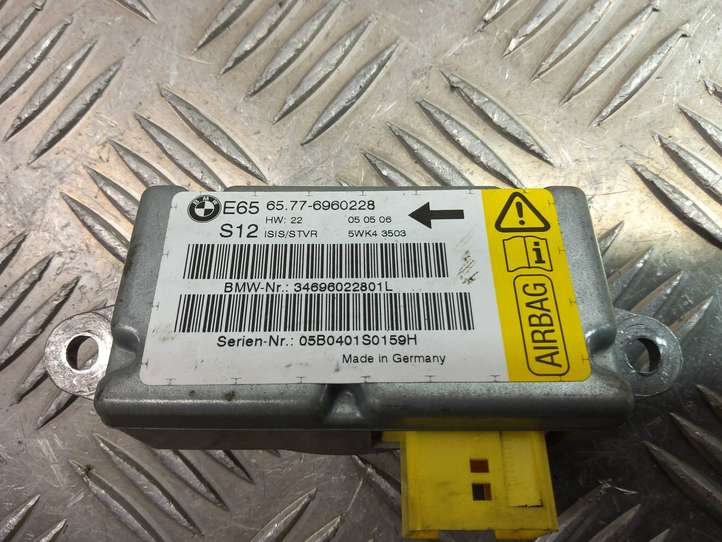 BMW E65 65.77-6960228
HW: 22 05 05 06
S12 ISIS/STVR 5WK4 3503
BMW-Nr.: 34696022801L
Serien-Nr.: 05B0401S0159H
Made in Germany
AIRBAG